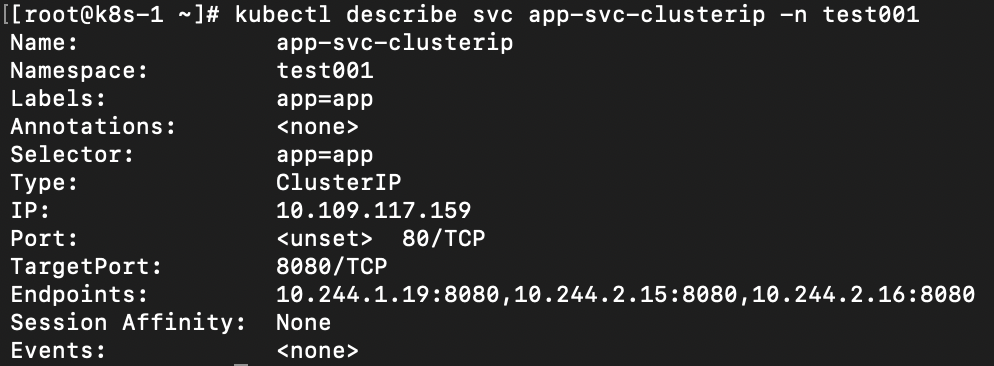 [[root@k8s-1 ~]# kubectl describe svc app-svc-clusterip -n test001
Name:              app-svc-clusterip
Namespace:         test001
Labels:            app=app
Annotations:       <none>
Selector:          app=app
Type:              ClusterIP
IP:                10.109.117.159
Port:              <unset>  80/TCP
TargetPort:        8080/TCP
Endpoints:         10.244.1.19:8080,10.244.2.15:8080,10.244.2.16:8080
Session Affinity:  None
Events:            <none>